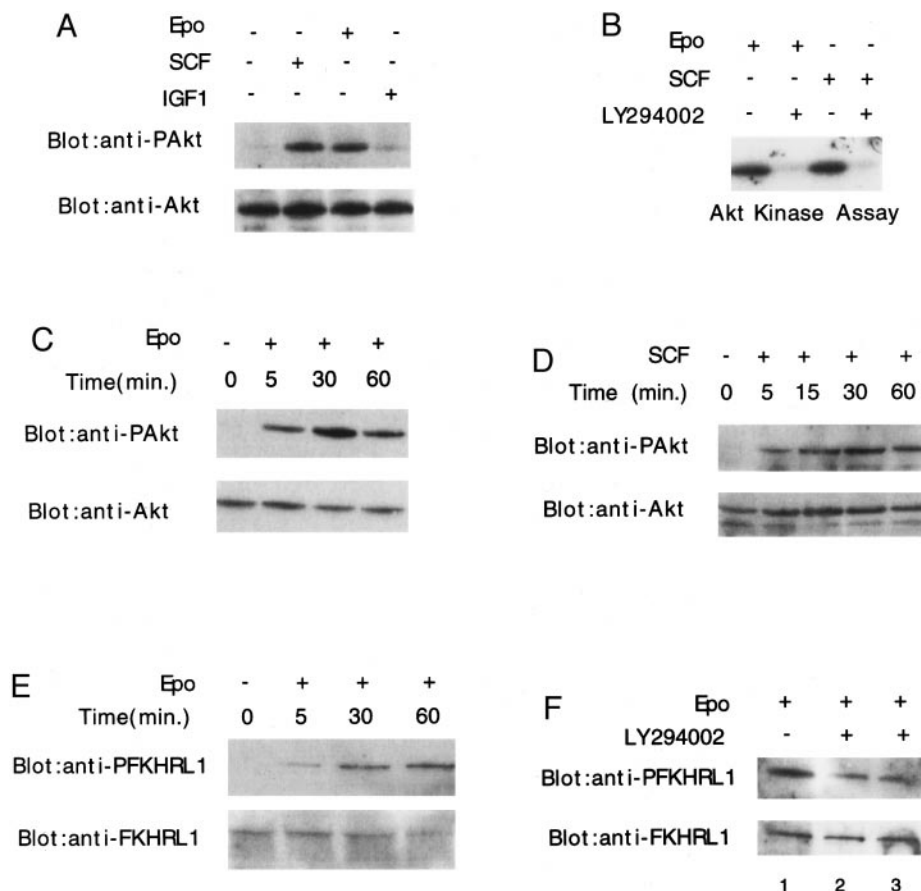 A
Epo - - + -
SCF - + - -
IGF1 - - - +
Blot:anti-PAkt
Blot:anti-Akt
B
Epo + + - -
SCF - - + +
LY294002 - + - +
Akt Kinase Assay
C
Epo - + + +
Time(min.) 0 5 30 60
Blot:anti-PAkt
Blot:anti-Akt
D
SCF - + + + +
Time (min.) 0 5 15 30 60
Blot:anti-PAkt
Blot:anti-Akt
E
Epo - + + +
Time(min.) 0 5 30 60
Blot:anti-PFKHRL1
Blot:anti-FKHRL1
F
Epo + + +
LY294002 - + +
Blot:anti-PFKHRL1
Blot:anti-FKHRL1
1 2 3